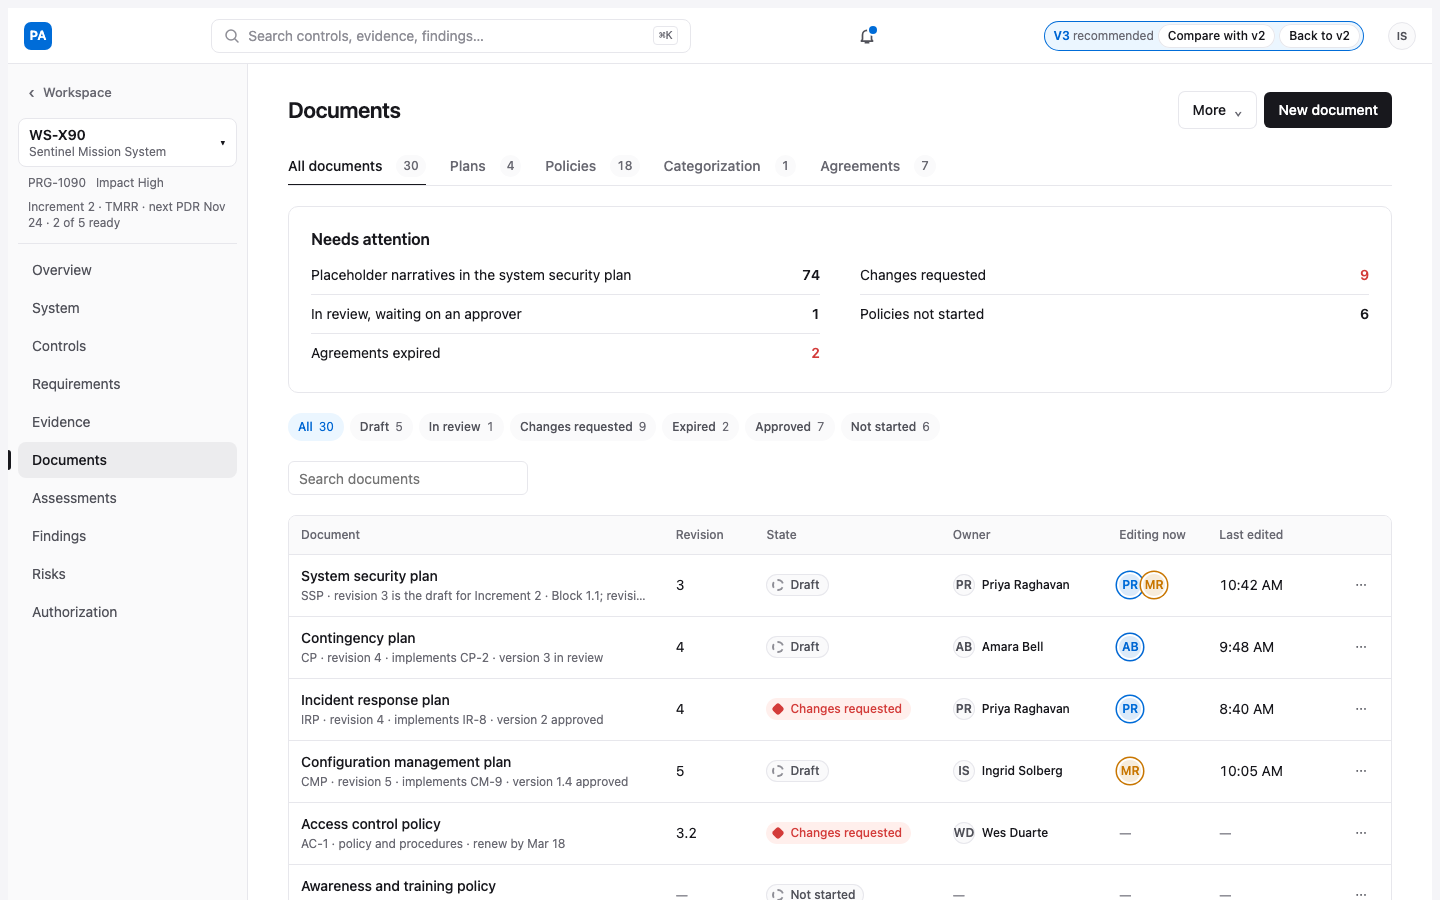 PA
Search controls, evidence, findings...
⌘K
V3 recommended
Compare with v2
Back to v2
IS
‹ Workspace
WS-X90
Sentinel Mission System
PRG-1090 Impact High
Increment 2 · TMRR · next PDR Nov
24 · 2 of 5 ready
Overview
System
Controls
Requirements
Evidence
Documents
Assessments
Findings
Risks
Authorization
Documents
More
New document
All documents 30
Plans 4
Policies 18
Categorization 1
Agreements 7
Needs attention
Placeholder narratives in the system security plan 74
Changes requested 9
In review, waiting on an approver 1
Policies not started 6
Agreements expired 2
All 30
Draft 5
In review 1
Changes requested 9
Expired 2
Approved 7
Not started 6
Search documents
Document Revision State Owner Editing now Last edited
System security plan
SSP · revision 3 is the draft for Increment 2 · Block 1.1; revisi...
3 Draft PR Priya Raghavan PR MR 10:42 AM ...
Contingency plan
CP · revision 4 · implements CP-2 · version 3 in review
4 Draft AB Amara Bell AB 9:48 AM ...
Incident response plan
IRP · revision 4 · implements IR-8 · version 2 approved
4 Changes requested PR Priya Raghavan PR 8:40 AM ...
Configuration management plan
CMP · revision 5 · implements CM-9 · version 1.4 approved
5 Draft IS Ingrid Solberg MR 10:05 AM ...
Access control policy
AC-1 · policy and procedures · renew by Mar 18
3.2 Changes requested WD Wes Duarte — — ...
Awareness and training policy
— Not started — — — ...